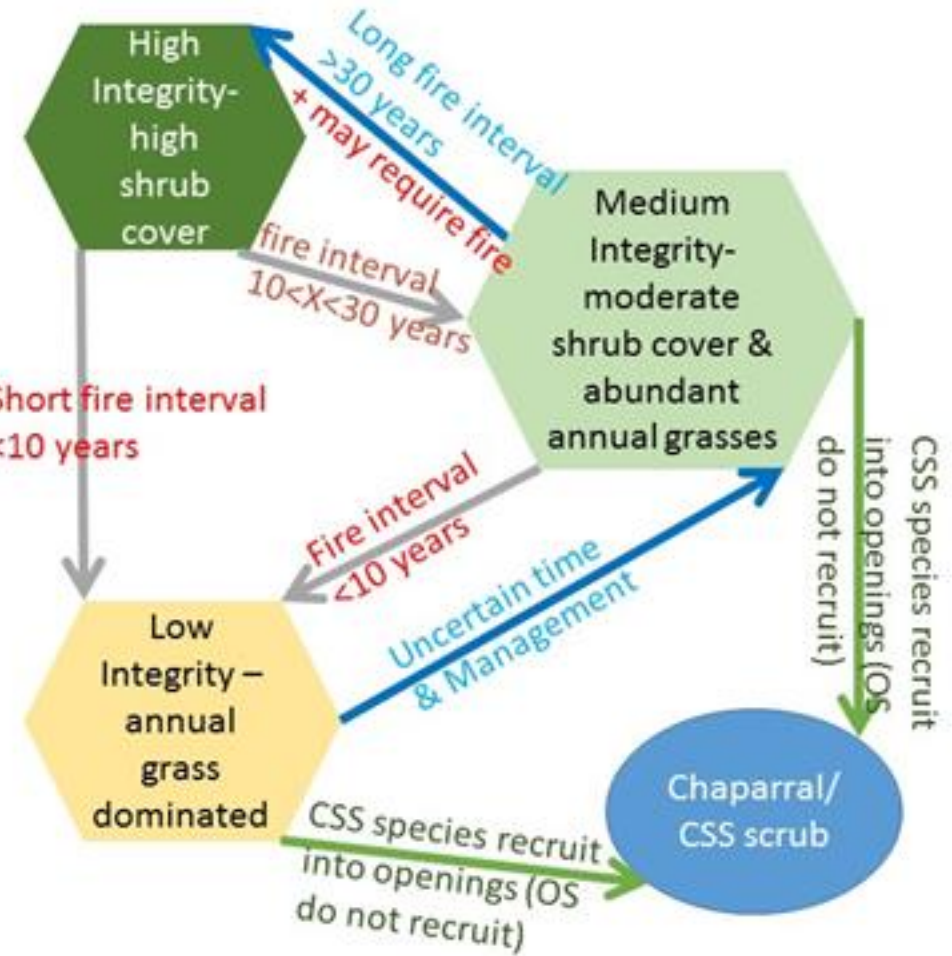 High
Integrity-
high
shrub
cover
Long fire interval
>30 years
+ may require fire
fire interval
10<X<30 years
Medium
Integrity-
moderate
shrub cover &
abundant
annual grasses
Short fire interval
<10 years
Fire interval
<10 years
Uncertain time
& Management
CSS species recruit
into openings (OS
do not recruit)
Low
Integrity –
annual
grass
dominated
CSS species recruit
into openings (OS
do not recruit)
Chaparral/
CSS scrub